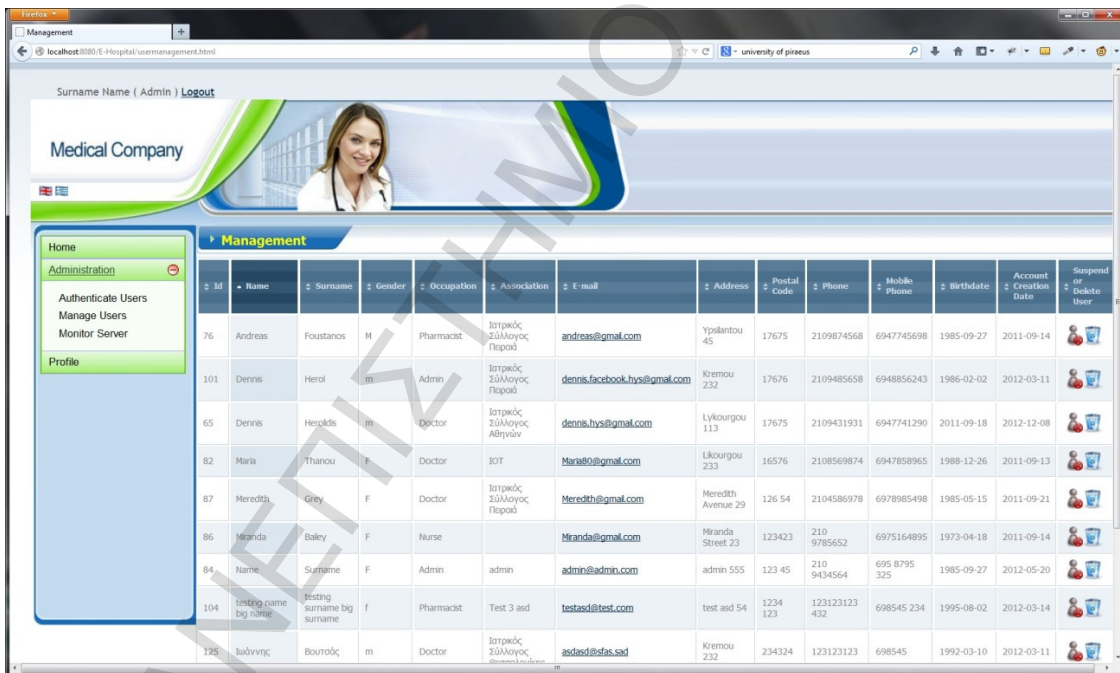 Firefox
Management
localhost:8080/E-Hospital/usermanagement.html
university of piraeus
Surname Name ( Admin ) Logout
Medical Company
Home
Administration
Authenticate Users
Manage Users
Monitor Server
Profile
Management
Id Name Surname Gender Occupation Association E-mail Address Postal Code Phone Mobile Phone Birthdate Account Creation Date Suspend or Delete User
76 Andreas Foustanos M Pharmacist Ιατρικός Σύλλογος Πειραιά andreas@gmail.com Ypsilantou 45 17675 2109874568 6947745698 1985-09-27 2011-09-14
101 Dennis Herol m Admin Ιατρικός Σύλλογος Πειραιά dennis.facebook.hys@gmail.com Kremou 232 17676 2109485658 6948856243 1986-02-02 2012-03-11
65 Dennis Herolidis m Doctor Ιατρικός Σύλλογος Αθηνών dennis.hys@gmail.com Lykourgou 113 17675 2109431931 6947741290 2011-09-18 2012-12-08
82 Maria Thanou F Doctor IOT Maria80@gmail.com Likourgou 233 16576 2108569874 6947858965 1988-12-26 2011-09-13
87 Meredith Grey F Doctor Ιατρικός Σύλλογος Πειραιά Meredith@gmail.com Meredith Avenue 29 126 54 2104586978 6978985498 1985-05-15 2011-09-21
86 Miranda Bailey F Nurse Miranda@gmail.com Miranda Street 23 123423 210 9785652 6975164895 1973-04-18 2011-09-14
84 Name Surname F Admin admin admin@admin.com admin 555 123 45 210 9434564 695 8795 325 1985-09-27 2012-05-20
104 testing name big name testing surname big surname f Pharmacist Test 3 asd testasd@test.com test asd 54 1234 123 123123123 432 698545 234 1995-08-02 2012-03-14
125 Ιωάννης Βουτσάς m Doctor Ιατρικός Σύλλογος asdasd@sfas.sad Kremou 232 234324 123123123 698545 1992-03-10 2012-03-11